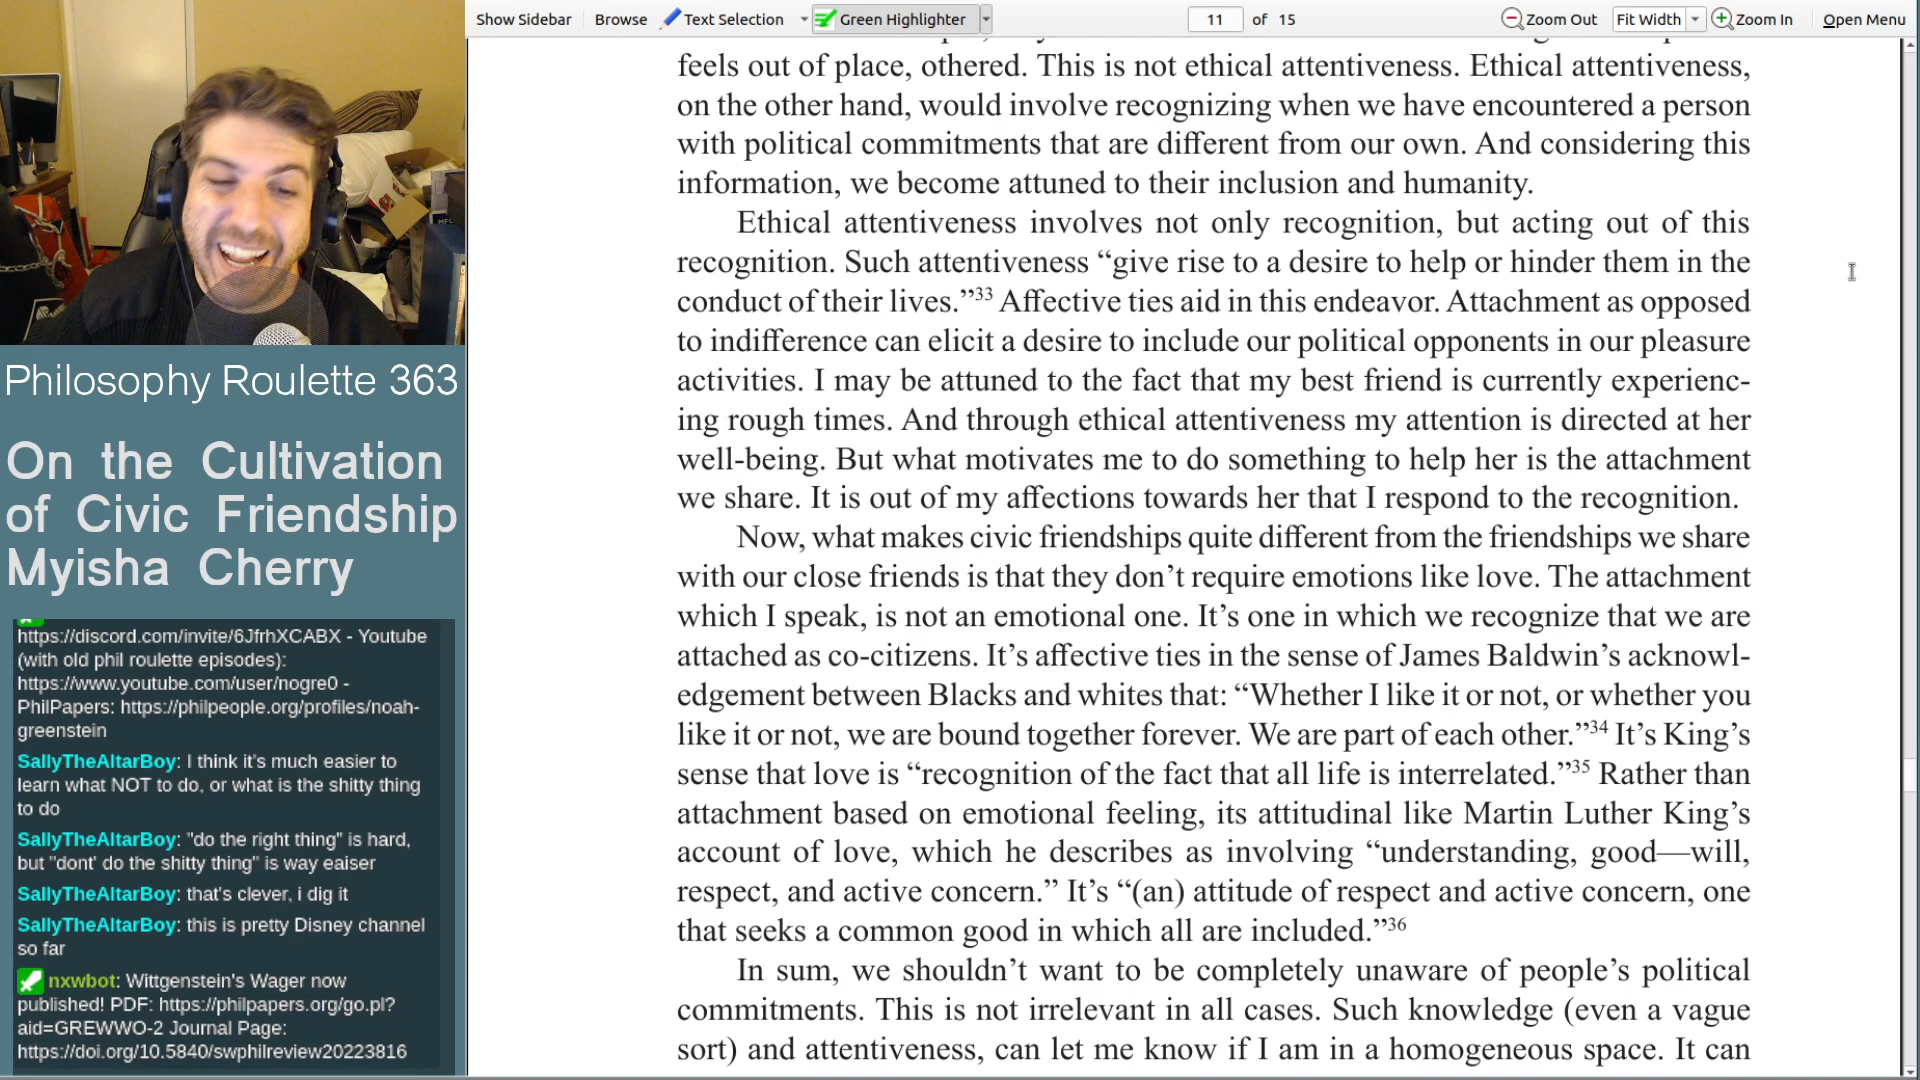 Show Sidebar Browse Text Selection Green Highlighter 11 of 15 Zoom Out Fit Width Zoom In Open Menu
feels out of place, othered. This is not ethical attentiveness. Ethical attentiveness,
on the other hand, would involve recognizing when we have encountered a person
with political commitments that are different from our own. And considering this
information, we become attuned to their inclusion and humanity.
Ethical attentiveness involves not only recognition, but acting out of this
recognition. Such attentiveness “give rise to a desire to help or hinder them in the
conduct of their lives.”33 Affective ties aid in this endeavor. Attachment as opposed
to indifference can elicit a desire to include our political opponents in our pleasure
activities. I may be attuned to the fact that my best friend is currently experienc-
ing rough times. And through ethical attentiveness my attention is directed at her
well-being. But what motivates me to do something to help her is the attachment
we share. It is out of my affections towards her that I respond to the recognition.
Now, what makes civic friendships quite different from the friendships we share
with our close friends is that they don’t require emotions like love. The attachment
which I speak, is not an emotional one. It’s one in which we recognize that we are
attached as co-citizens. It’s affective ties in the sense of James Baldwin’s acknowl-
edgement between Blacks and whites that: “Whether I like it or not, or whether you
like it or not, we are bound together forever. We are part of each other.”34 It’s King’s
sense that love is “recognition of the fact that all life is interrelated.”35 Rather than
attachment based on emotional feeling, its attitudinal like Martin Luther King’s
account of love, which he describes as involving “understanding, good—will,
respect, and active concern.” It’s “(an) attitude of respect and active concern, one
that seeks a common good in which all are included.”36
In sum, we shouldn’t want to be completely unaware of people’s political
commitments. This is not irrelevant in all cases. Such knowledge (even a vague
sort) and attentiveness, can let me know if I am in a homogeneous space. It can
Philosophy Roulette 363
On the Cultivation
of Civic Friendship
Myisha Cherry
https://discord.com/invite/6JfrhXCABX - Youtube
(with old phil roulette episodes):
https://www.youtube.com/user/nogre0 -
PhilPapers: https://philpeople.org/profiles/noah-
greenstein
SallyTheAltarBoy: I think it's much easier to
learn what NOT to do, or what is the shitty thing
to do
SallyTheAltarBoy: "do the right thing" is hard,
but "dont' do the shitty thing" is way eaiser
SallyTheAltarBoy: that's clever, i dig it
SallyTheAltarBoy: this is pretty Disney channel
so far
nxwbot: Wittgenstein's Wager now
published! PDF: https://philpapers.org/go.pl?
aid=GREWWO-2 Journal Page:
https://doi.org/10.5840/swphilreview20223816